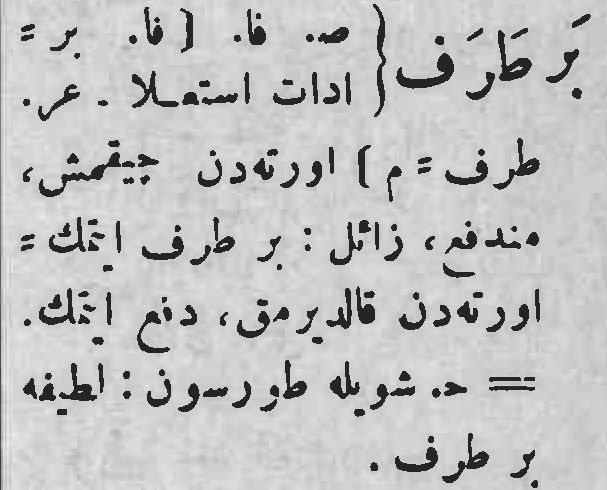 بَر طَرَف { ص. فا. [ فا. بر =
ادات استعلا . عر.
طرف = م ] اورته‌دن چیقمش،
مندفع، زائل : بر طرف ایتمك =
اورته‌دن قالدیرمق، دفع ایتمك.
= ح. شویله طورسون : لطیفه
بر طرف .